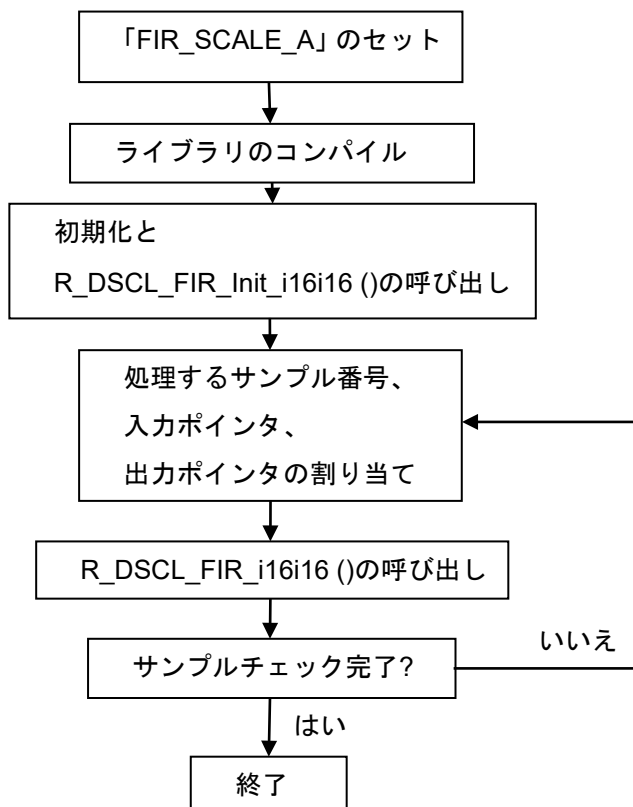 「FIR_SCALE_A」のセット
ライブラリのコンパイル
初期化と
R_DSCL_FIR_Init_i16i16 ()の呼び出し
処理するサンプル番号、
入力ポインタ、
出力ポインタの割り当て
R_DSCL_FIR_i16i16 ()の呼び出し
サンプルチェック完了?
いいえ
はい
終了